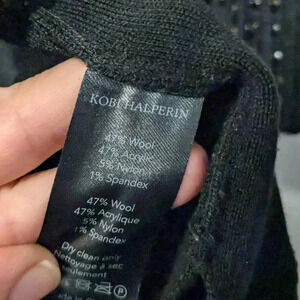 KOBI HALPERIN
47% Wool
47% Acrylic
5% Nylon
1% Spandex
47% Wool
47% Acrylique
5% Nylon
1% Spandex
Dry clean only
Nettoyage à sec
seulement